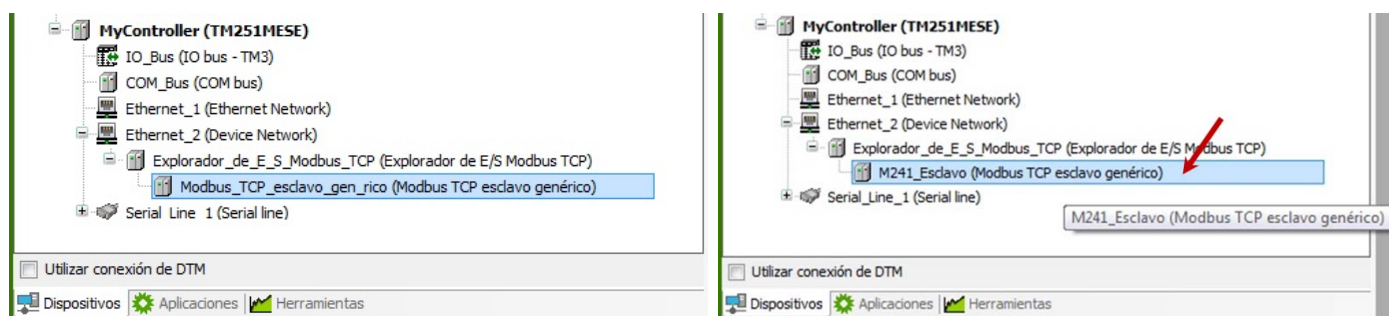 MyController (TM251MESE)
IO_Bus (IO bus - TM3)
COM_Bus (COM bus)
Ethernet_1 (Ethernet Network)
Ethernet_2 (Device Network)
Explorador_de_E_S_Modbus_TCP (Explorador de E/S Modbus TCP)
Modbus_TCP_esclavo_gen_rico (Modbus TCP esclavo genérico)
Serial_Line_1 (Serial line)
Utilizar conexión de DTM
Dispositivos Aplicaciones Herramientas
MyController (TM251MESE)
IO_Bus (IO bus - TM3)
COM_Bus (COM bus)
Ethernet_1 (Ethernet Network)
Ethernet_2 (Device Network)
Explorador_de_E_S_Modbus_TCP (Explorador de E/S Modbus TCP)
M241_Esclavo (Modbus TCP esclavo genérico)
Serial_Line_1 (Serial line)
M241_Esclavo (Modbus TCP esclavo genérico)
Utilizar conexión de DTM
Dispositivos Aplicaciones Herramientas